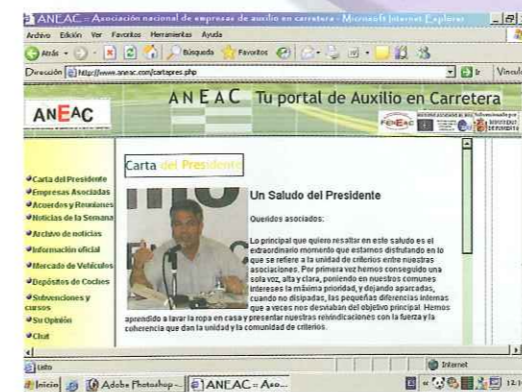 ANEAC = Asociación nacional de empresas de auxilio en carretera - Microsoft Internet Explorer
Archivo Edición Ver Favoritos Herramientas Ayuda
Atrás Búsqueda Favoritos
Dirección http://www.aneac.com/cartapres.php Ir Vínculos
ANEAC Tu portal de Auxilio en Carretera
ANEAC
FENEAC
Carta del Presidente
Carta del Presidente
Empresas Asociadas
Acuerdos y Reuniones
Noticias de la Semana
Archivo de noticias
Información oficial
Mercado de Vehículos
Depósitos de Coches
Subvenciones y
cursos
Su Opinión
Chat
Un Saludo del Presidente
Queridos asociados:
Lo principal que quiero resaltar en este saludo es el
extraordinario momento que estamos disfrutando en lo
que se refiere a la unidad de criterios entre nuestras
asociaciones. Por primera vez hemos conseguido una
sola voz, alta y clara, poniendo en nuestros comunes
intereses la máxima prioridad, y dejando aparcadas,
cuando no disipadas, las pequeñas diferencias internas
que a veces nos desviaban del objetivo principal. Hemos
aprendido a lavar la ropa en casa y presentar nuestras reivindicaciones con la fuerza y la
coherencia que dan la unidad y la comunidad de criterios.
Listo Internet
Inicio Adobe Photoshop - ANEAC = Aso...